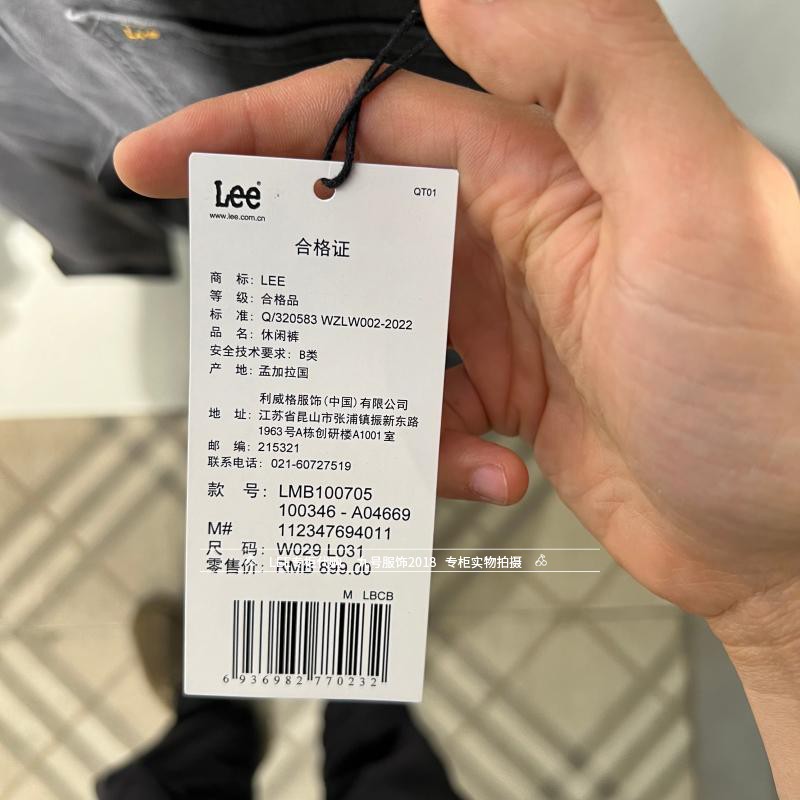 Lee
Lee
www.lee.com.cn
QT01
合格证
商 标: LEE
等 级: 合格品
标 准: Q/320583 WZLW002-2022
品 名: 休闲裤
安全技术要求: B类
产 地: 孟加拉国
利威格服饰(中国)有限公司
地 址: 江苏省昆山市张浦镇振新东路
1963号A栋创研楼A1001室
邮 编: 215321
联系电话: 021-60727519
款 号: LMB100705
100346 - A04669
M# 112347694011
尺 码: W029 L031
号服饰2018 专柜实物拍摄
零售价: RMB 899.00
M LBCB
6 936982 770232